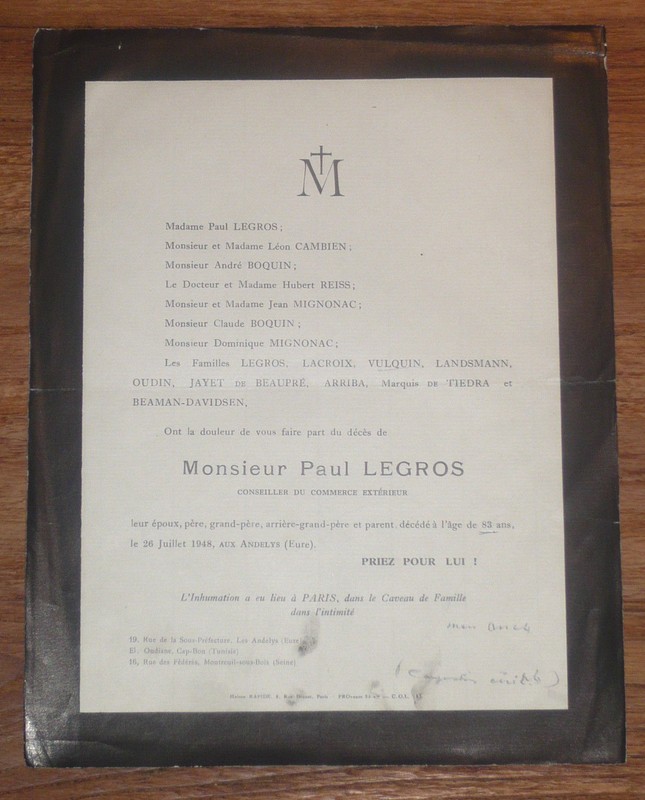 M
Madame Paul LEGROS;
Monsieur et Madame Léon CAMBIEN;
Monsieur André BOQUIN;
Le Docteur et Madame Hubert REISS;
Monsieur et Madame Jean MIGNONAC;
Monsieur Claude BOQUIN;
Monsieur Dominique MIGNONAC;
Les Familles LEGROS, LACROIX, VULQUIN, LANDSMANN,
OUDIN, JAYET DE BEAUPRÉ, ARRIBA, Marquis DE TIEDRA et
BEAMAN-DAVIDSEN,
Ont la douleur de vous faire part du décès de
Monsieur Paul LEGROS
CONSEILLER DU COMMERCE EXTÉRIEUR
leur époux, père, grand-père, arrière-grand-père et parent, décédé à l'âge de 83 ans,
le 26 Juillet 1948, AUX ANDELYS (Eure).
PRIEZ POUR LUI !
L'Inhumation a eu lieu à PARIS, dans le Caveau de Famille
dans l'intimité
mon oncle
19, Rue de la Sous-Préfecture, Les Andelys (Eure)
Cap-Bon (Tunisie)
16, Rue des Fédérés, Montreuil-sous-Bois (Seine)
Maison RAPIDE, Paris